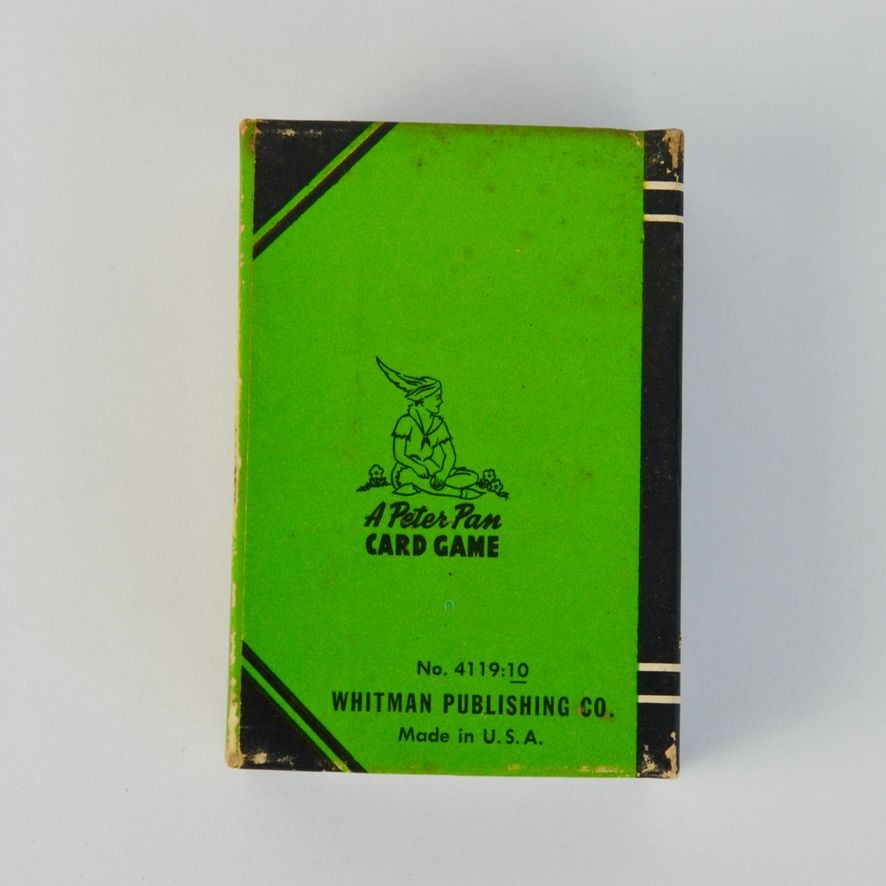 A Peter Pan
CARD GAME
No. 4119:10
WHITMAN PUBLISHING CO.
Made in U.S.A.